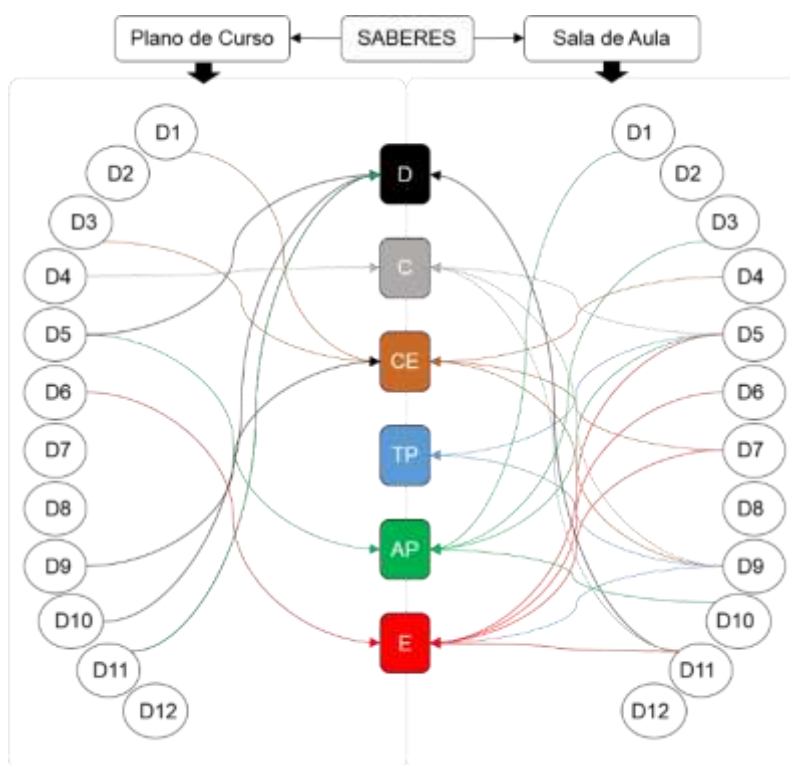 Plano de Curso
SABERES
Sala de Aula
D1
D2
D3
D4
D5
D6
D7
D8
D9
D10
D11
D12
D
C
CE
TP
AP
E
D1
D2
D3
D4
D5
D6
D7
D8
D9
D10
D11
D12